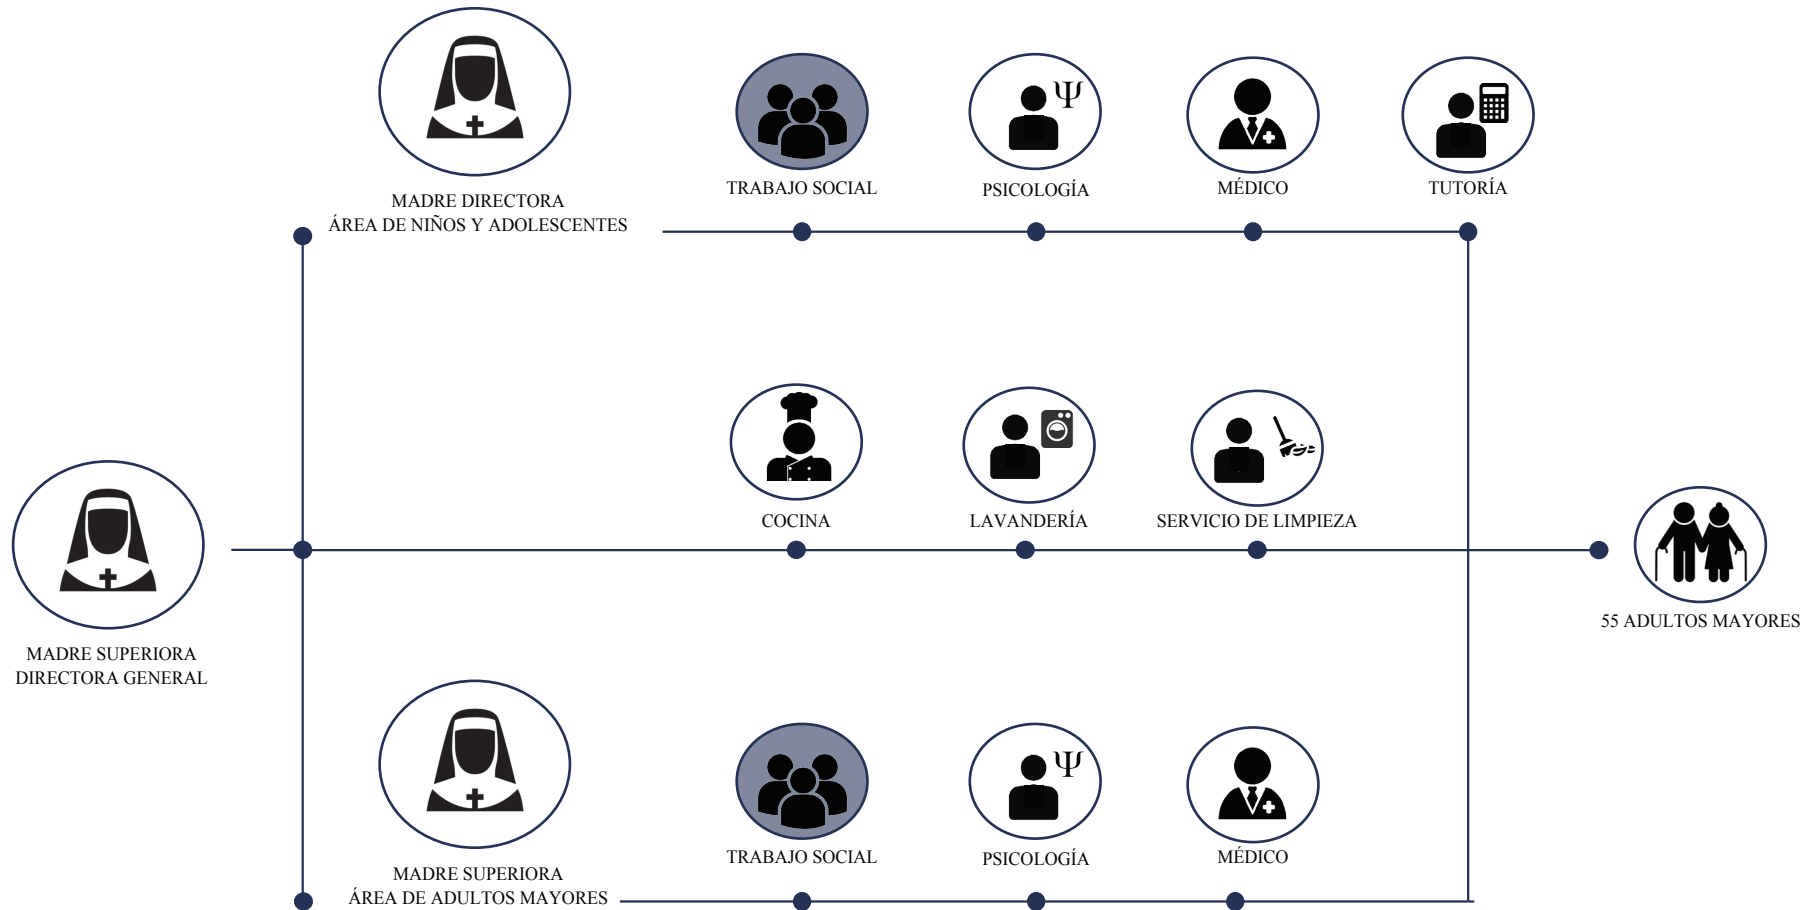 MADRE DIRECTORA
ÁREA DE NIÑOS Y ADOLESCENTES
TRABAJO SOCIAL
Ψ
PSICOLOGÍA
MÉDICO
TUTORÍA
COCINA
LAVANDERÍA
SERVICIO DE LIMPIEZA
MADRE SUPERIORA
DIRECTORA GENERAL
55 ADULTOS MAYORES
MADRE SUPERIORA
ÁREA DE ADULTOS MAYORES
TRABAJO SOCIAL
Ψ
PSICOLOGÍA
MÉDICO